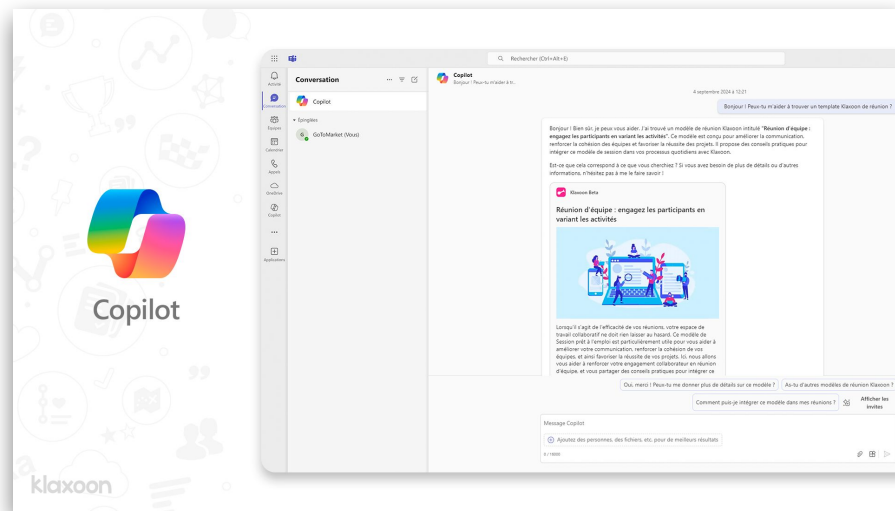 Copilot
klaxoon
Rechercher (Ctrl+Alt+E)
Activité
Conversation
Équipes
Calendrier
Appels
OneDrive
Copilot
Applications
Conversation
Copilot
Épinglées
G
GoToMarket (Vous)
Copilot
Bonjour ! Peux-tu m'aider à tr...
4 septembre 2024 à 12:21
Bonjour ! Peux-tu m'aider à trouver un template Klaxoon de réunion ?
Bonjour ! Bien sûr, je peux vous aider. J'ai trouvé un modèle de réunion Klaxoon intitulé "Réunion d'équipe :
engagez les participants en variant les activités". Ce modèle est conçu pour améliorer la communication,
renforcer la cohésion des équipes et favoriser la réussite des projets. Il propose des conseils pratiques pour
intégrer ce modèle de session dans vos processus quotidiens avec Klaxoon.
Est-ce que cela correspond à ce que vous cherchiez ? Si vous avez besoin de plus de détails ou d'autres
informations, n'hésitez pas à me le faire savoir !
Klaxoon Beta
Réunion d'équipe : engagez les participants en
variant les activités
Lorsqu'il s'agit de l'efficacité de vos réunions, votre espace de
travail collaboratif ne doit rien laisser au hasard. Ce modèle de
Session prêt à l'emploi est particulièrement utile pour vous aider à
améliorer votre communication, renforcer la cohésion de vos
équipes, et ainsi favoriser la réussite de vos projets. Ici, nous allons
vous aider à renforcer votre engagement collaborateur en réunion
d'équipe, et vous partager des conseils pratiques pour intégrer ce
Oui, merci ! Peux-tu me donner plus de détails sur ce modèle ?
As-tu d'autres modèles de réunion Klaxoon ?
Comment puis-je intégrer ce modèle dans mes réunions ?
Afficher les
invites
Message Copilot
Ajoutez des personnes, des fichiers, etc. pour de meilleurs résultats
0 / 16000